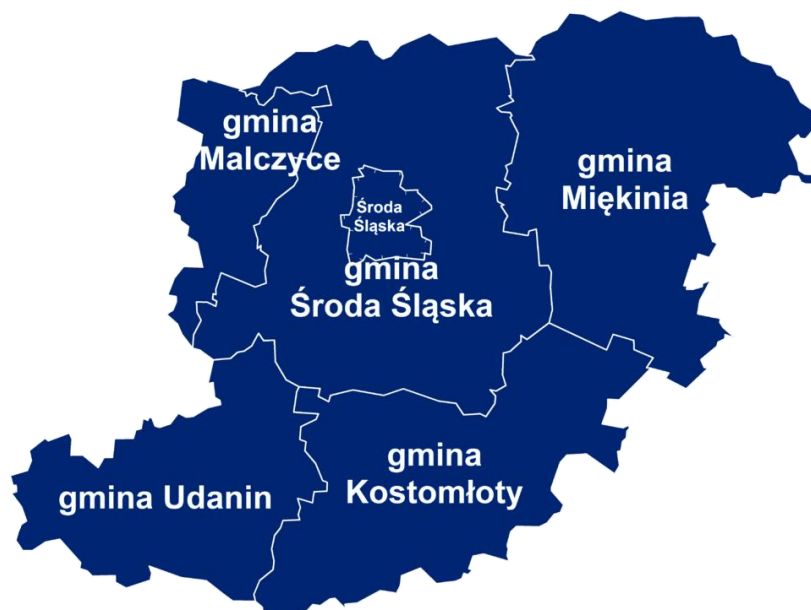 gmina
Malczyce
gmina
Miękinia
Środa
Śląska
gmina
Środa Śląska
gmina
Kostomłoty
gmina Udanin